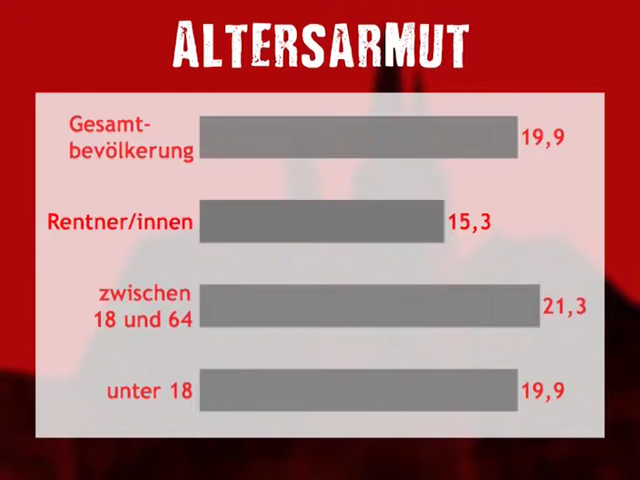 ALTERSARMUT
Gesamt-
bevölkerung
19,9
Rentner/innen
15,3
zwischen
18 und 64
21,3
unter 18
19,9